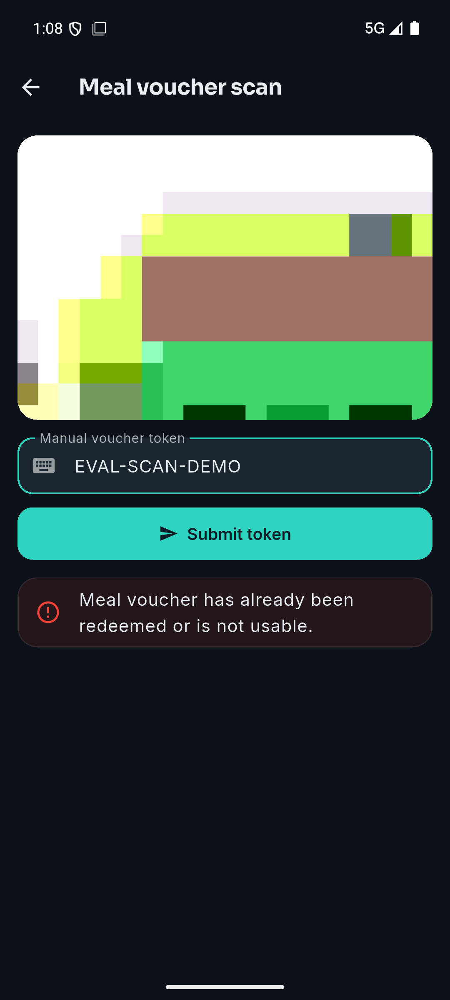 1:08
5G
Meal voucher scan
Manual voucher token
EVAL-SCAN-DEMO
Submit token
Meal voucher has already been
redeemed or is not usable.